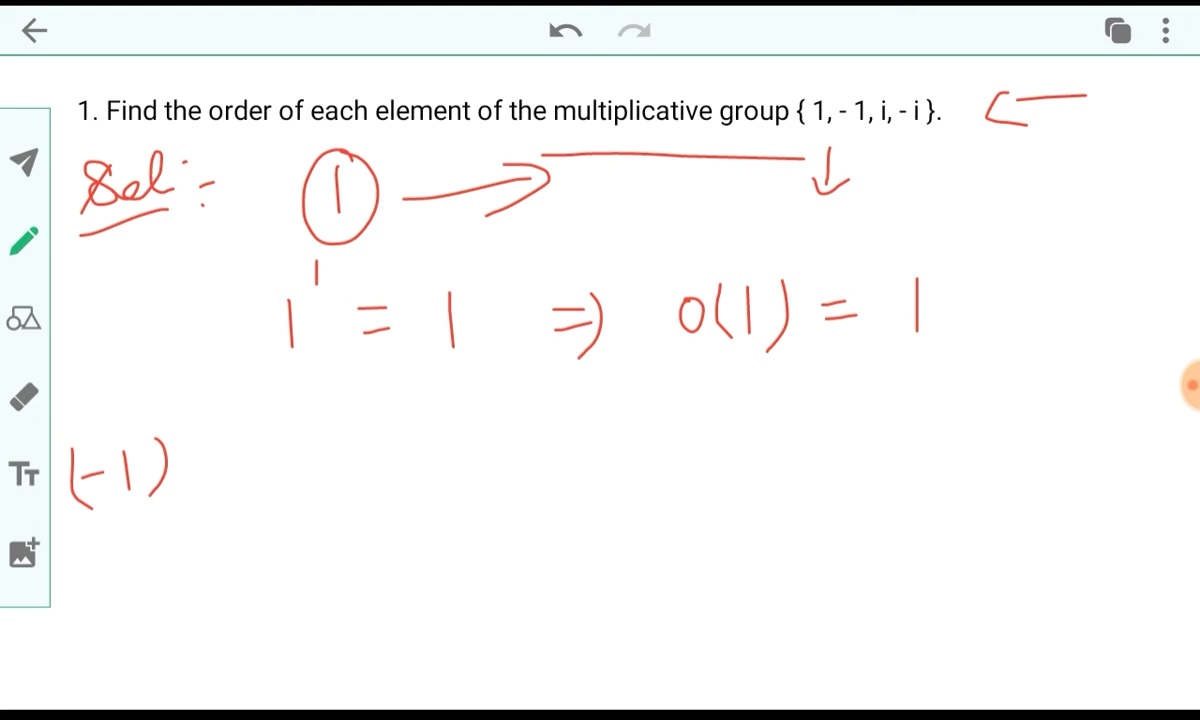 1. Find the order of each element of the multiplicative group { 1, - 1, i, - i }.
Sol :-
1
1¹ = 1 ⇒ o(1) = 1
(-1)
TT